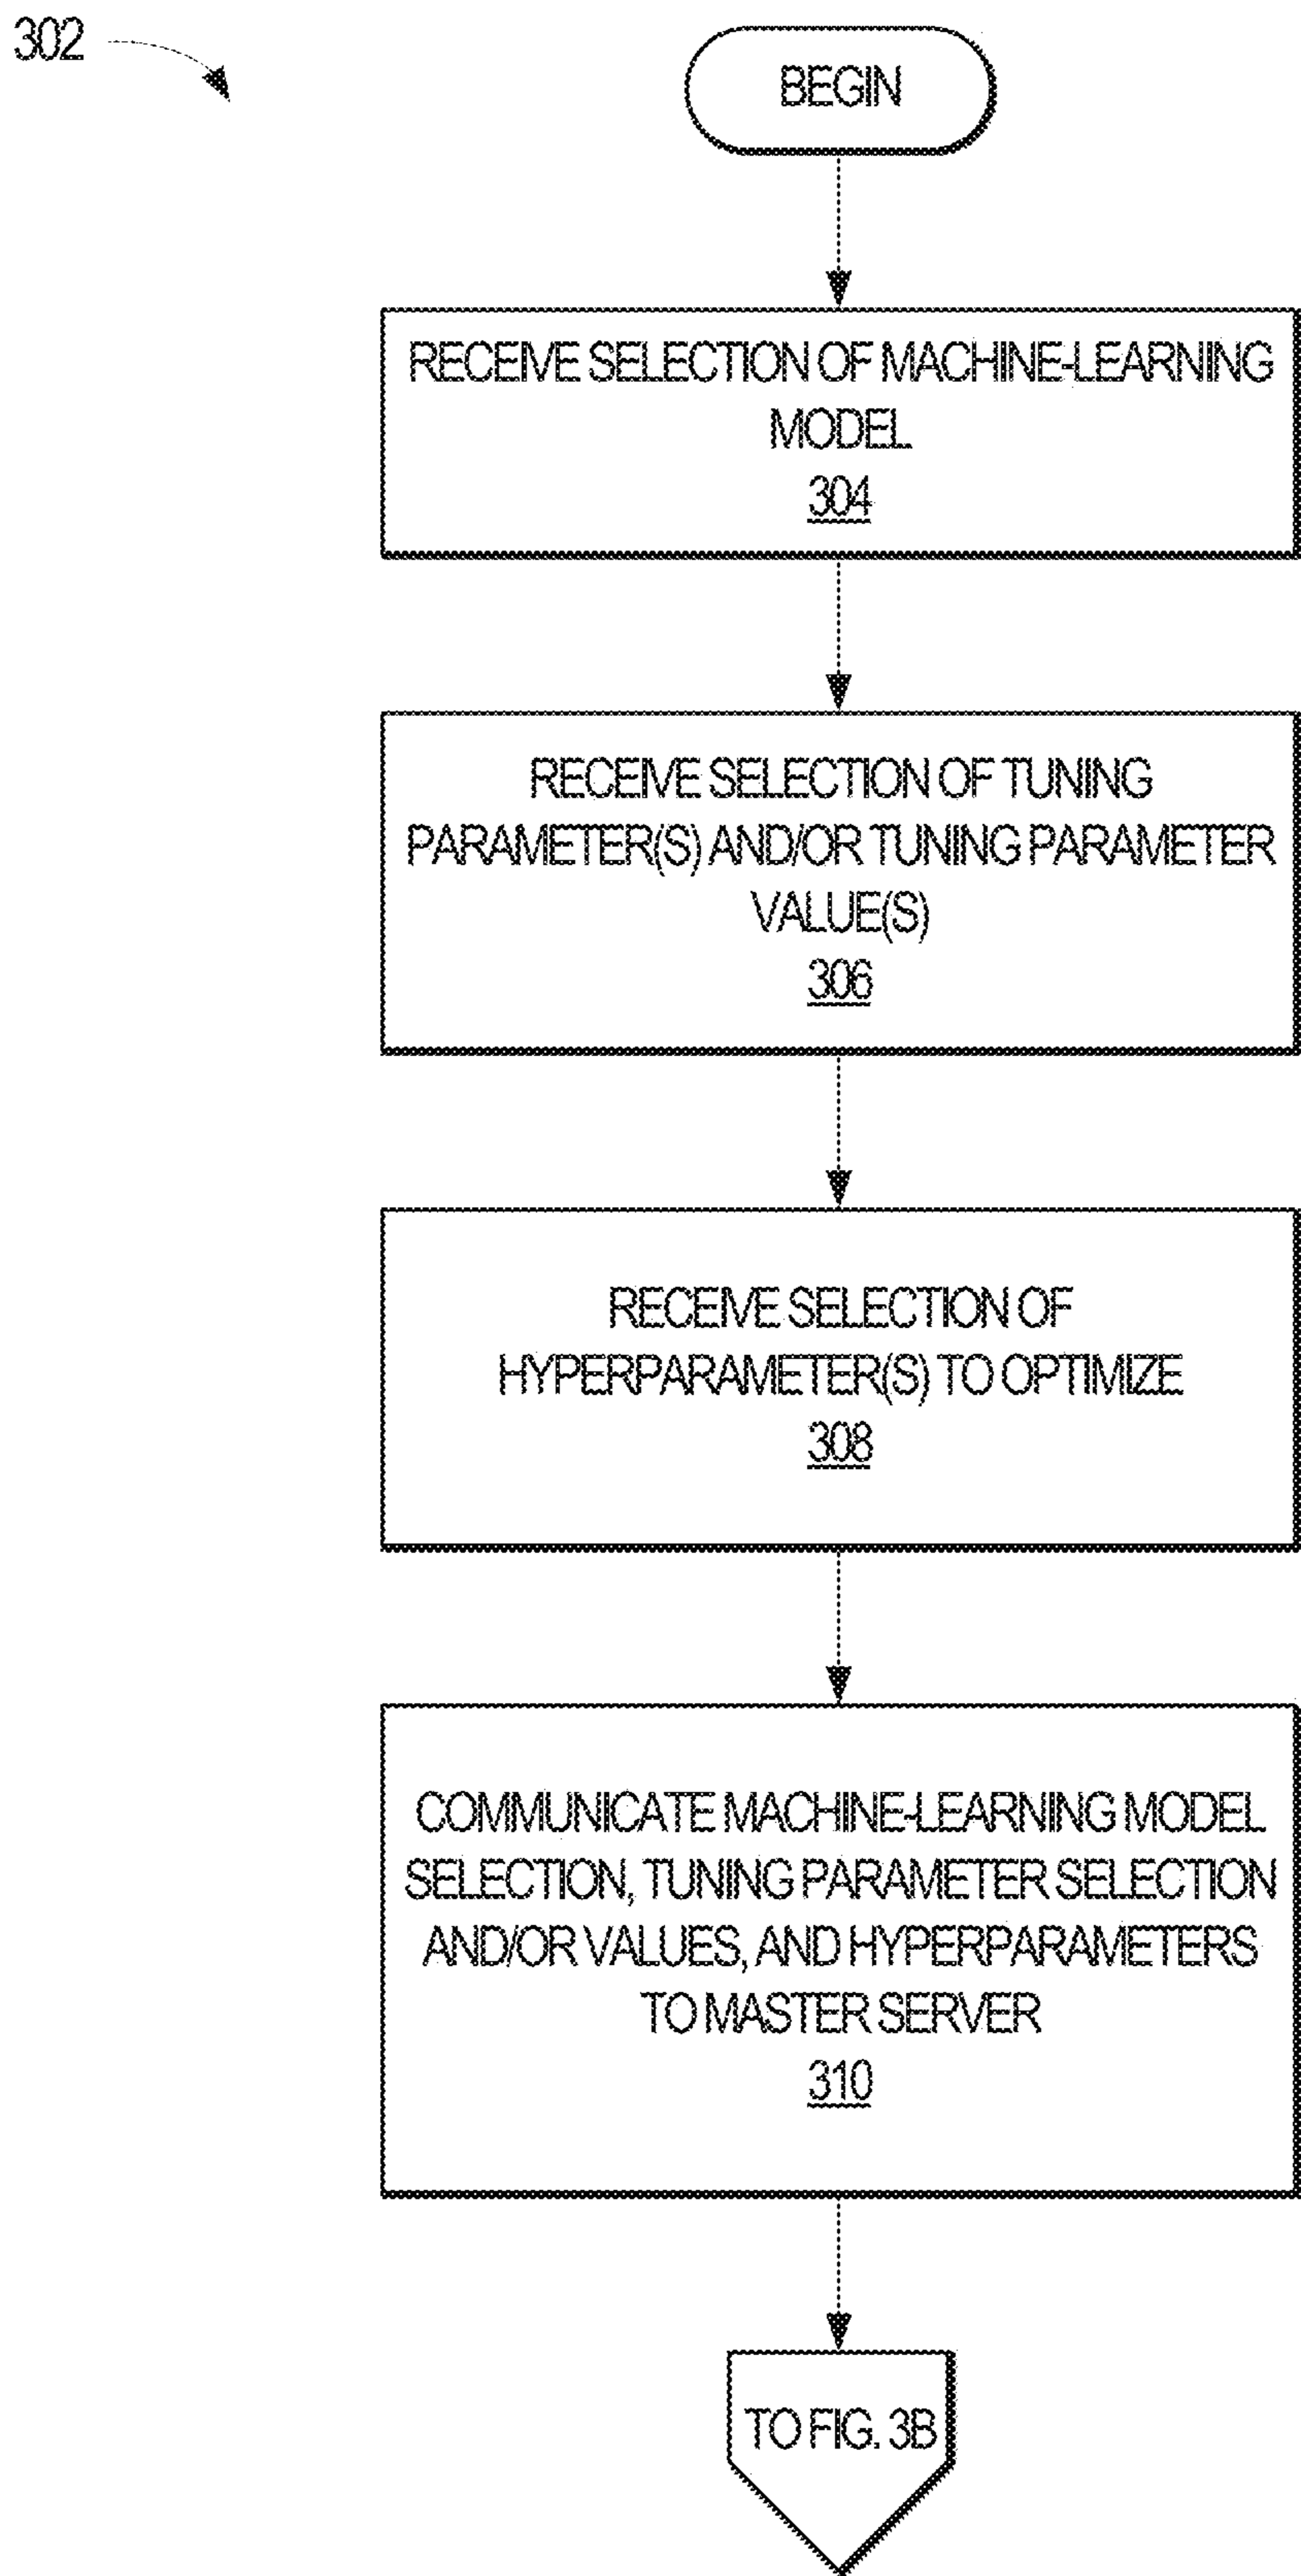 302
BEGIN
RECEIVE SELECTION OF MACHINE-LEARNING
MODEL
304
RECEIVE SELECTION OF TUNING
PARAMETER(S) AND/OR TUNING PARAMETER
VALUE(S)
306
RECEIVE SELECTION OF
HYPERPARAMETER(S) TO OPTIMIZE
308
COMMUNICATE MACHINE-LEARNING MODEL
SELECTION, TUNING PARAMETER SELECTION
AND/OR VALUES, AND HYPERPARAMETERS
TO MASTER SERVER
310
TO FIG. 3B